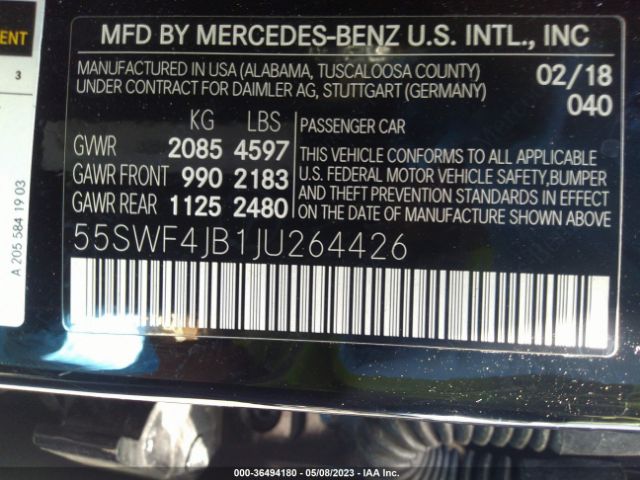 ENT
3
A 205 584 19 03
MFD BY MERCEDES-BENZ U.S. INTL., INC
MANUFACTURED IN USA (ALABAMA, TUSCALOOSA COUNTY)
UNDER CONTRACT FOR DAIMLER AG, STUTTGART (GERMANY)
02/18
040
KG LBS
GVWR 2085 4597
GAWR FRONT 990 2183
GAWR REAR 1125 2480
PASSENGER CAR
THIS VEHICLE CONFORMS TO ALL APPLICABLE
U.S. FEDERAL MOTOR VEHICLE SAFETY,BUMPER
AND THEFT PREVENTION STANDARDS IN EFFECT
ON THE DATE OF MANUFACTURE SHOWN ABOVE
55SWF4JB1JU264426
000-36494180 - 05/08/2023 - IAA Inc.